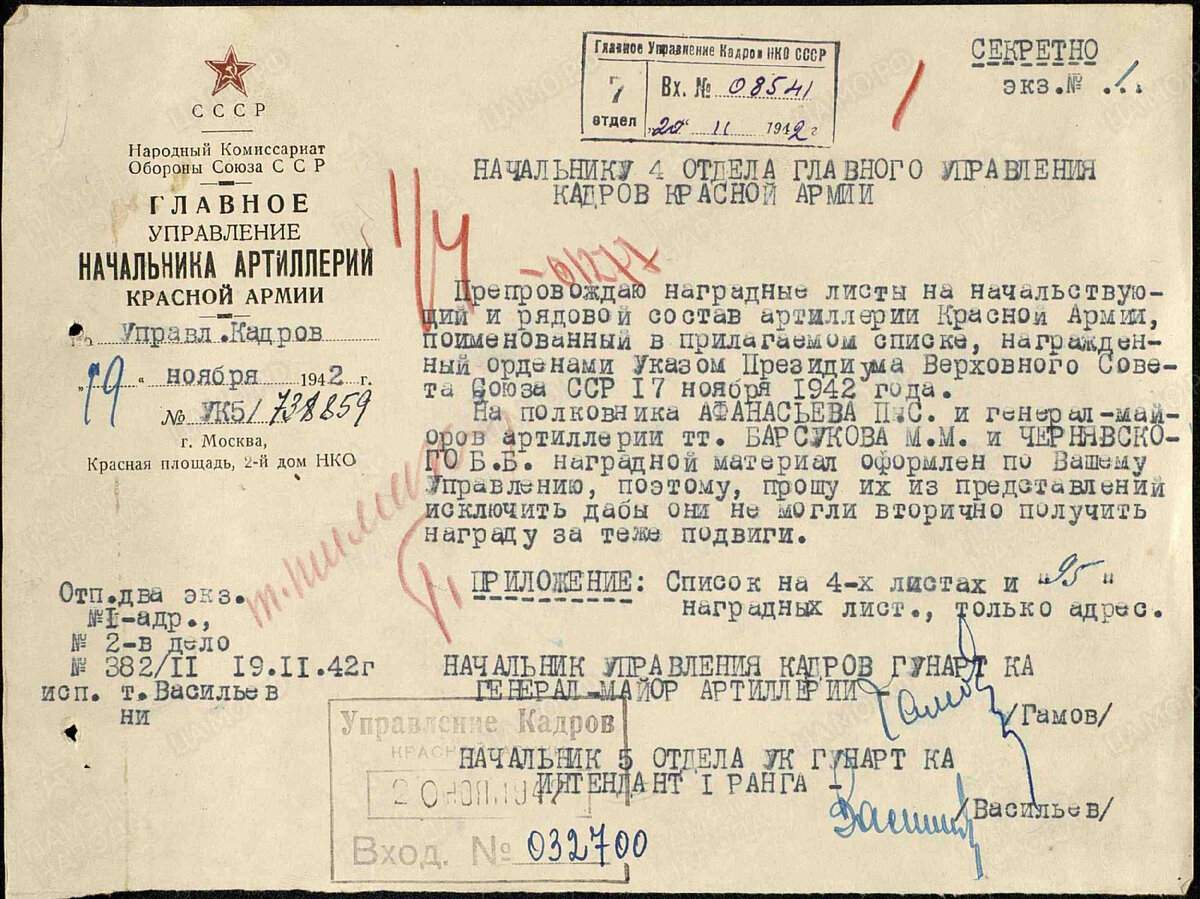 СССР
Народный Комиссариат
Обороны Союза ССР
ГЛАВНОЕ
УПРАВЛЕНИЕ
НАЧАЛЬНИКА АРТИЛЛЕРИИ
КРАСНОЙ АРМИИ
Управл.Кадров
"19" ноября 1942 г.
№ УК5/738859
г. Москва,
Красная площадь, 2-й дом НКО
Главное Управление Кадров НКО СССР
7 отдел
Вх. № 08541
"20" 11 1942 г
СЕКРЕТНО
экз.№ 1
НАЧАЛЬНИКУ 4 ОТДЕЛА ГЛАВНОГО УПРАВЛЕНИЯ
КАДРОВ КРАСНОЙ АРМИИ
Препровождаю наградные листы на начальствую-
щий и рядовой состав артиллерии Красной Армии,
поименованный в прилагаемом списке, награжден-
ный орденами Указом Президиума Верховного Сове-
та Союза ССР 17 ноября 1942 года.
На полковника АФАНАСЬЕВА П.С. и генерал-май-
оров артиллерии тт. БАРСУКОВА М.М. и ЧЕРНЯВСКО-
ГО Б.Б. наградной материал оформлен по Вашему
Управлению, поэтому, прошу их из представлений
исключить дабы они не могли вторично получить
награду за теже подвиги.
ПРИЛОЖЕНИЕ: Список на 4-х листах и "95"
наградных лист., только адрес.
Отп.два экз.
№I-адр.,
№ 2-в дело
№ 382/II 19.II.42г
исп. т.Васильев
ни
НАЧАЛЬНИК УПРАВЛЕНИЯ КАДРОВ ГУНАРТ КА
ГЕНЕРАЛ-МАЙОР АРТИЛЛЕРИИ -
/Гамов/
НАЧАЛЬНИК 5 ОТДЕЛА УК ГУНАРТ КА
ИНТЕНДАНТ I РАНГА -
/Васильев/
Управление Кадров
КРАСНОЙ
20 НОЯ.1942
Вход. № 032700